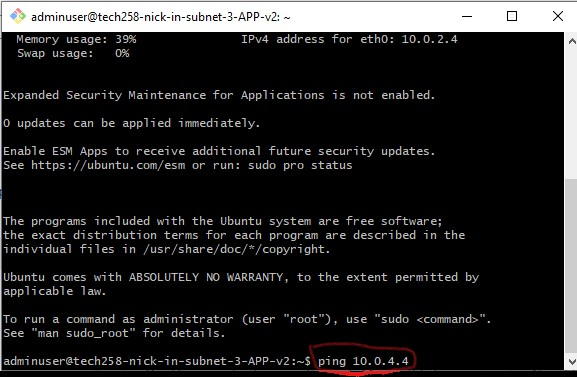 adminuser@tech258-nick-in-subnet-3-APP-v2: ~
Memory usage: 39% IPv4 address for eth0: 10.0.2.4
Swap usage: 0%
Expanded Security Maintenance for Applications is not enabled.
0 updates can be applied immediately.
Enable ESM Apps to receive additional future security updates.
See https://ubuntu.com/esm or run: sudo pro status
The programs included with the Ubuntu system are free software;
the exact distribution terms for each program are described in the
individual files in /usr/share/doc/*/copyright.
Ubuntu comes with ABSOLUTELY NO WARRANTY, to the extent permitted by
applicable law.
To run a command as administrator (user "root"), use "sudo <command>".
See "man sudo_root" for details.
adminuser@tech258-nick-in-subnet-3-APP-v2:~$ ping 10.0.4.4